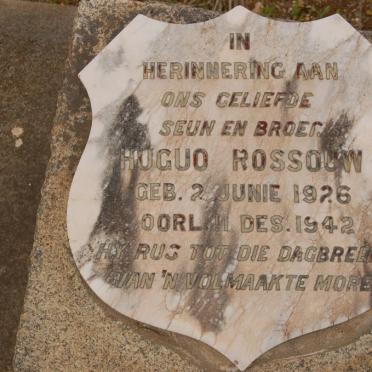 IN
HERINNERING AAN
ONS GELIEFDE
SEUN EN BROER
HUGUO ROSSOUW
GEB. 2 JUNIE 1926
OORL. 11 DES. 1942
HY RUS TOT DIE DAGBREE
VAN 'N VOLMAAKTE MORE